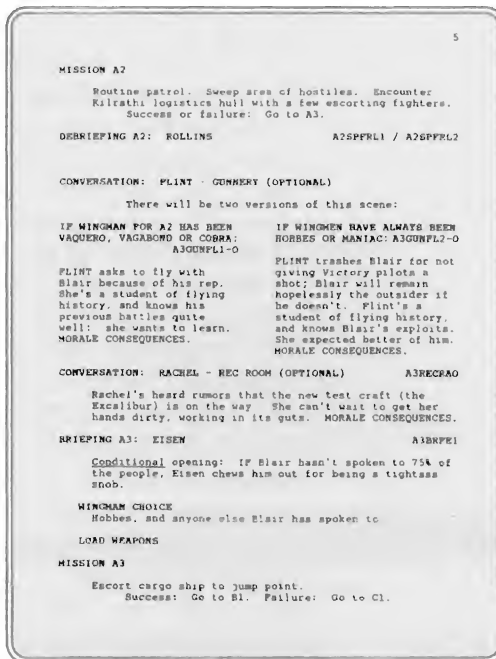 5
MISSION A2
Routine patrol. Sweep area of hostiles. Encounter
Kilrathi logistics hull with a few escorting fighters.
Success or failure: Go to A3.
DEBRIEFING A2: ROLLINS A2SPFRL1 / A2SPFRL2
CONVERSATION: FLINT - GUNNERY (OPTIONAL)
There will be two versions of this scene:
IF WINGMAN FOR A2 HAS BEEN
VAQUERO, VAGABOND OR COBRA:
A3GUNFL1-O
FLINT asks to fly with
Blair because of his rep.
She's a student of flying
history, and knows his
previous battles quite
well: she wants to learn.
MORALE CONSEQUENCES.
IF WINGMEN HAVE ALWAYS BEEN
HOBBES OR MANIAC: A3GUNFL2-O
FLINT trashes Blair for not
giving Victory pilots a
shot; Blair will remain
hopelessly the outsider if
he doesn't. Flint's a
student of flying history,
and knows Blair's exploits.
She expected better of him.
MORALE CONSEQUENCES.
CONVERSATION: RACHEL - REC ROOM (OPTIONAL) A3RECRAO
Rachel's heard rumors that the new test craft (the
Excalibur) is on the way She can't wait to get her
hands dirty, working in its guts. MORALE CONSEQUENCES.
BRIEFING A3: EISEN A3BRFE1
Conditional opening: IF Blair hasn't spoken to 75% of
the people, Eisen chews him out for being a tightass
snob.
WINGMAN CHOICE
Hobbes, and anyone else Blair has spoken to
LOAD WEAPONS
MISSION A3
Escort cargo ship to jump point.
Success: Go to B1. Failure: Go to C1.